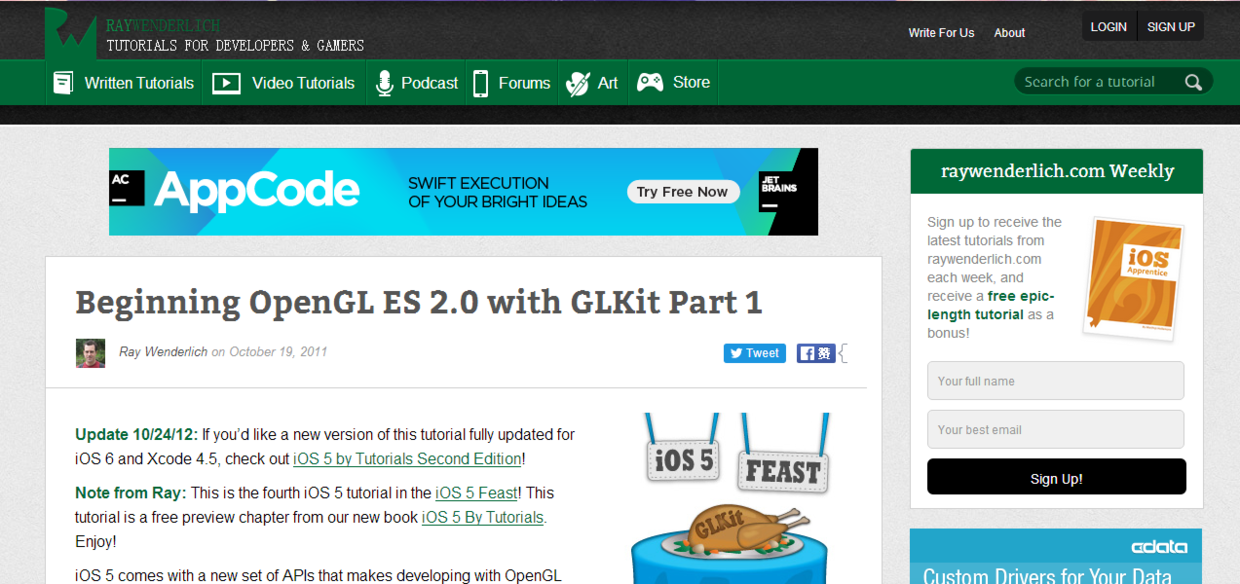 RAYWENDERLICH
TUTORIALS FOR DEVELOPERS & GAMERS
Write For Us
About
LOGIN
SIGN UP
Written Tutorials
Video Tutorials
Podcast
Forums
Art
Store
Search for a tutorial
AC
AppCode
SWIFT EXECUTION
OF YOUR BRIGHT IDEAS
Try Free Now
JET
BRAINS
Beginning OpenGL ES 2.0 with GLKit Part 1
Ray Wenderlich on October 19, 2011
Tweet
赞
Update 10/24/12: If you’d like a new version of this tutorial fully updated for
iOS 6 and Xcode 4.5, check out iOS 5 by Tutorials Second Edition!
Note from Ray: This is the fourth iOS 5 tutorial in the iOS 5 Feast! This
tutorial is a free preview chapter from our new book iOS 5 By Tutorials.
Enjoy!
iOS 5 comes with a new set of APIs that makes developing with OpenGL
iOS 5
FEAST
GLKit
raywenderlich.com Weekly
Sign up to receive the
latest tutorials from
raywenderlich.com
each week, and
receive a free epic-
length tutorial as a
bonus!
iOS
Apprentice
Your full name
Your best email
Sign Up!
cdata
Custom Drivers for Your Data